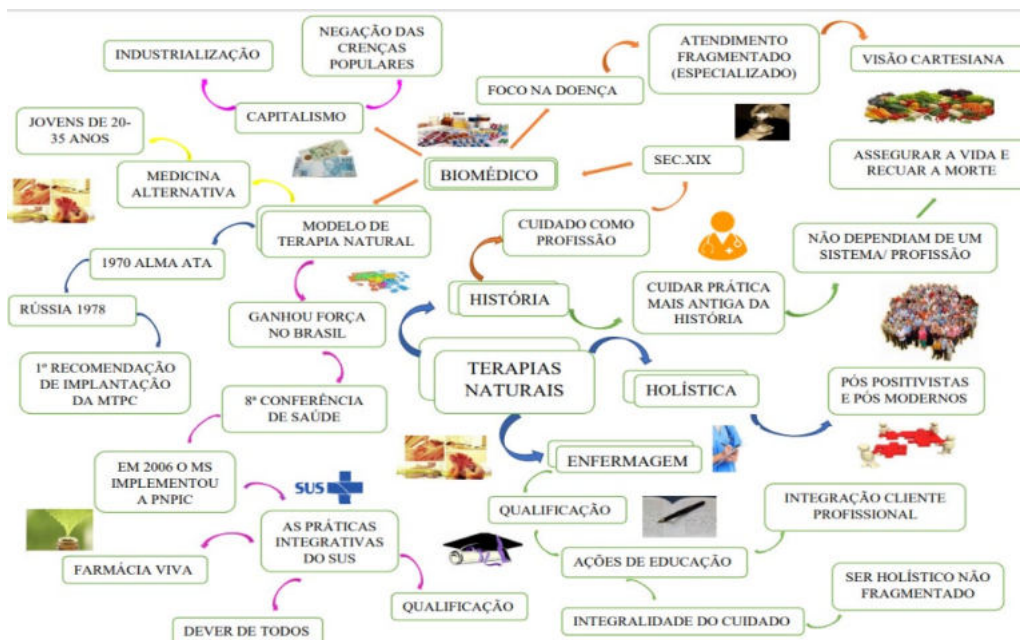 INDUSTRIALIZAÇÃO
NEGAÇÃO DAS
CRENÇAS
POPULARES
ATENDIMENTO
FRAGMENTADO
(ESPECIALIZADO)
VISÃO CARTESIANA
FOCO NA DOENÇA
CAPITALISMO
JOVENS DE 20-
35 ANOS
MEDICINA
ALTERNATIVA
BIOMÉDICO
SEC.XIX
ASSEGURAR A VIDA E
RECUAR A MORTE
MODELO DE
TERAPIA NATURAL
CUIDADO COMO
PROFISSÃO
NÃO DEPENDIAM DE UM
SISTEMA/ PROFISSÃO
1970 ALMA ATA
RÚSSIA 1978
HISTÓRIA
CUIDAR PRÁTICA
MAIS ANTIGA DA
HISTÓRIA
GANHOU FORÇA
NO BRASIL
1º RECOMENDAÇÃO
DE IMPLANTAÇÃO
DA MTPC
TERAPIAS
NATURAIS
HOLÍSTICA
PÓS POSITIVISTAS
E PÓS MODERNOS
8ª CONFERÊNCIA
DE SAÚDE
EM 2006 O MS
IMPLEMENTOU
A PNPIC
SUS
ENFERMAGEM
QUALIFICAÇÃO
INTEGRAÇÃO CLIENTE
PROFISSIONAL
AS PRÁTICAS
INTEGRATIVAS
DO SUS
FARMÁCIA VIVA
AÇÕES DE EDUCAÇÃO
SER HOLÍSTICO NÃO
FRAGMENTADO
QUALIFICAÇÃO
INTEGRALIDADE DO CUIDADO
DEVER DE TODOS